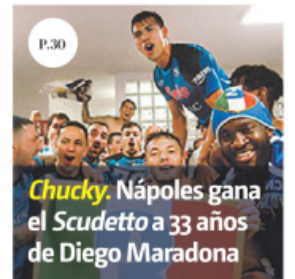 P.30
Chucky. Nápoles gana
el Scudetto a 33 años
de Diego Maradona